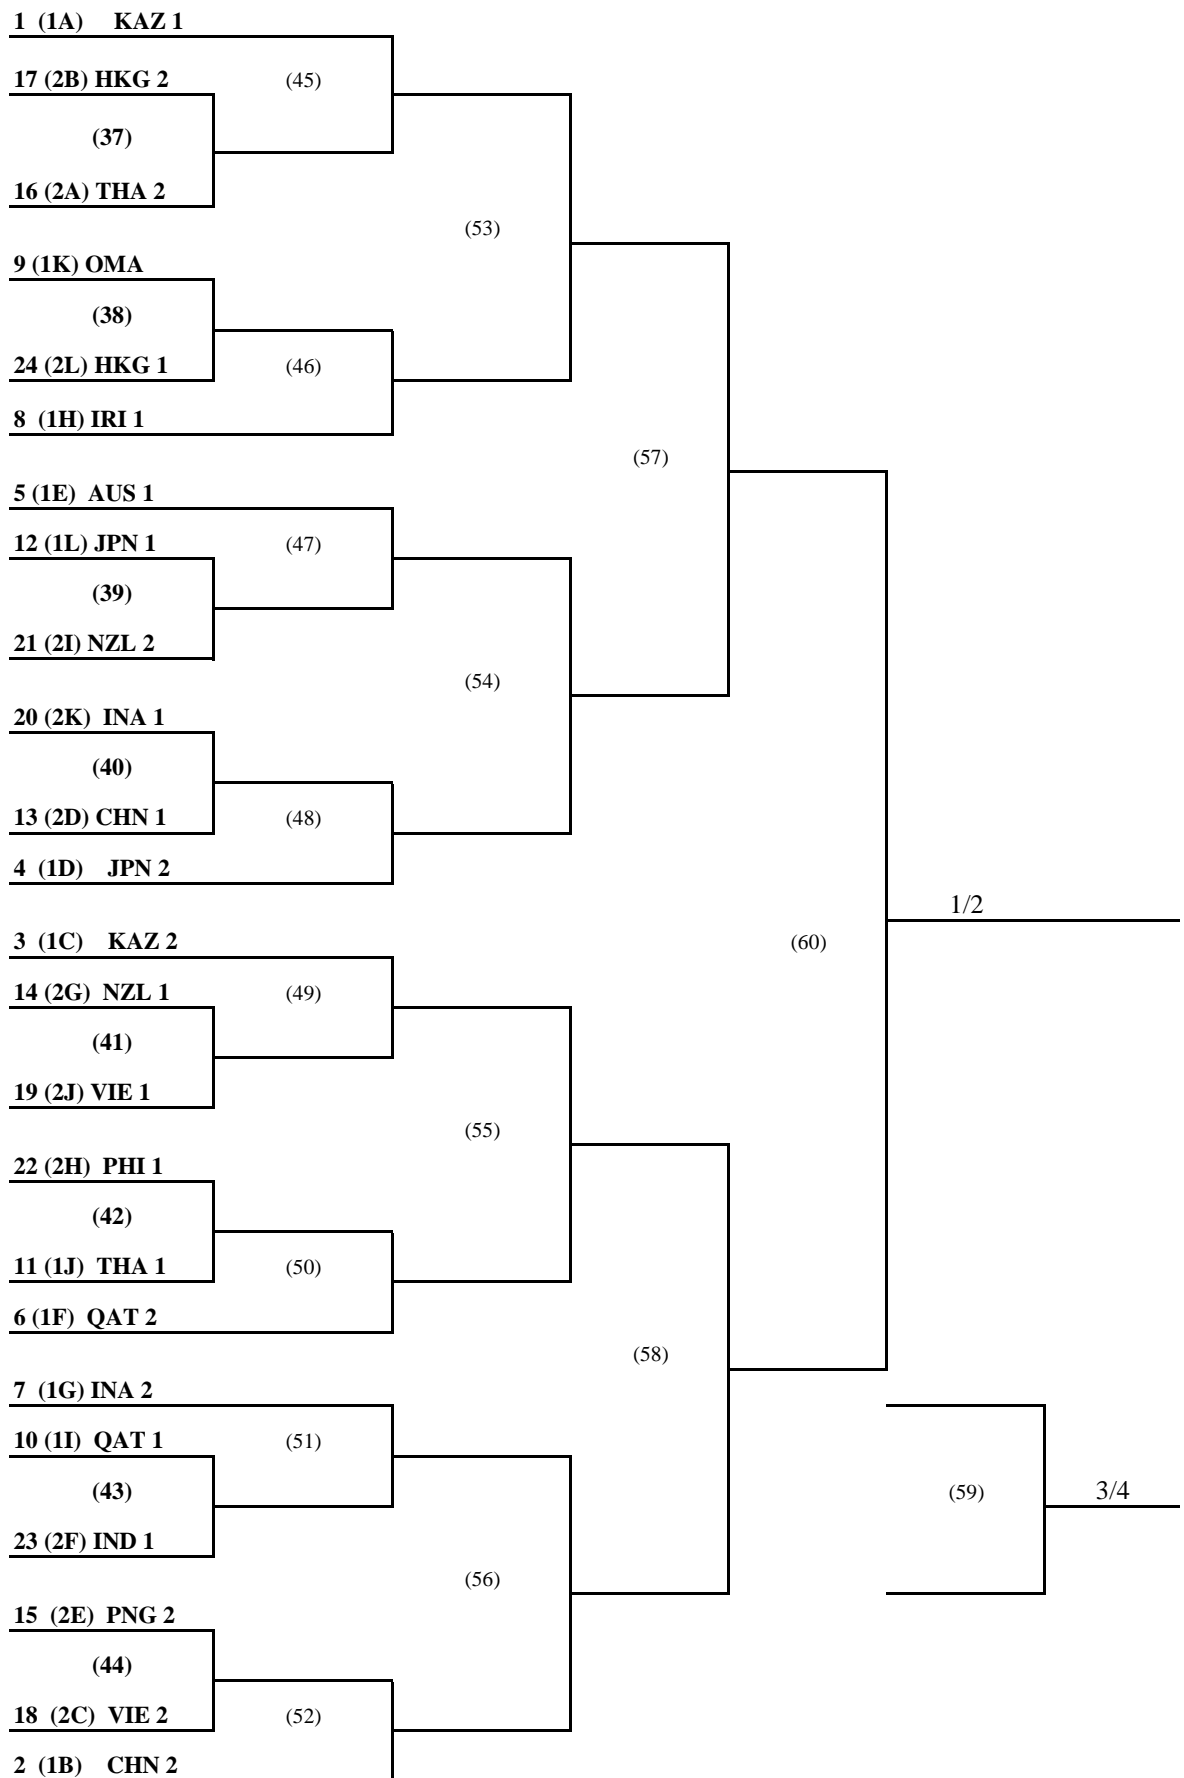 1 (1A) KAZ 1
17 (2B) HKG 2
(45)
(37)
16 (2A) THA 2
(53)
9 (1K) OMA
(38)
24 (2L) HKG 1
(46)
8 (1H) IRI 1
(57)
5 (1E) AUS 1
12 (1L) JPN 1
(47)
(39)
21 (2I) NZL 2
(54)
20 (2K) INA 1
(40)
13 (2D) CHN 1
(48)
4 (1D) JPN 2
1/2
3 (1C) KAZ 2
(60)
14 (2G) NZL 1
(49)
(41)
19 (2J) VIE 1
(55)
22 (2H) PHI 1
(42)
11 (1J) THA 1
(50)
6 (1F) QAT 2
(58)
7 (1G) INA 2
10 (1I) QAT 1
(51)
(43)
(59)
3/4
23 (2F) IND 1
(56)
15 (2E) PNG 2
(44)
18 (2C) VIE 2
(52)
2 (1B) CHN 2